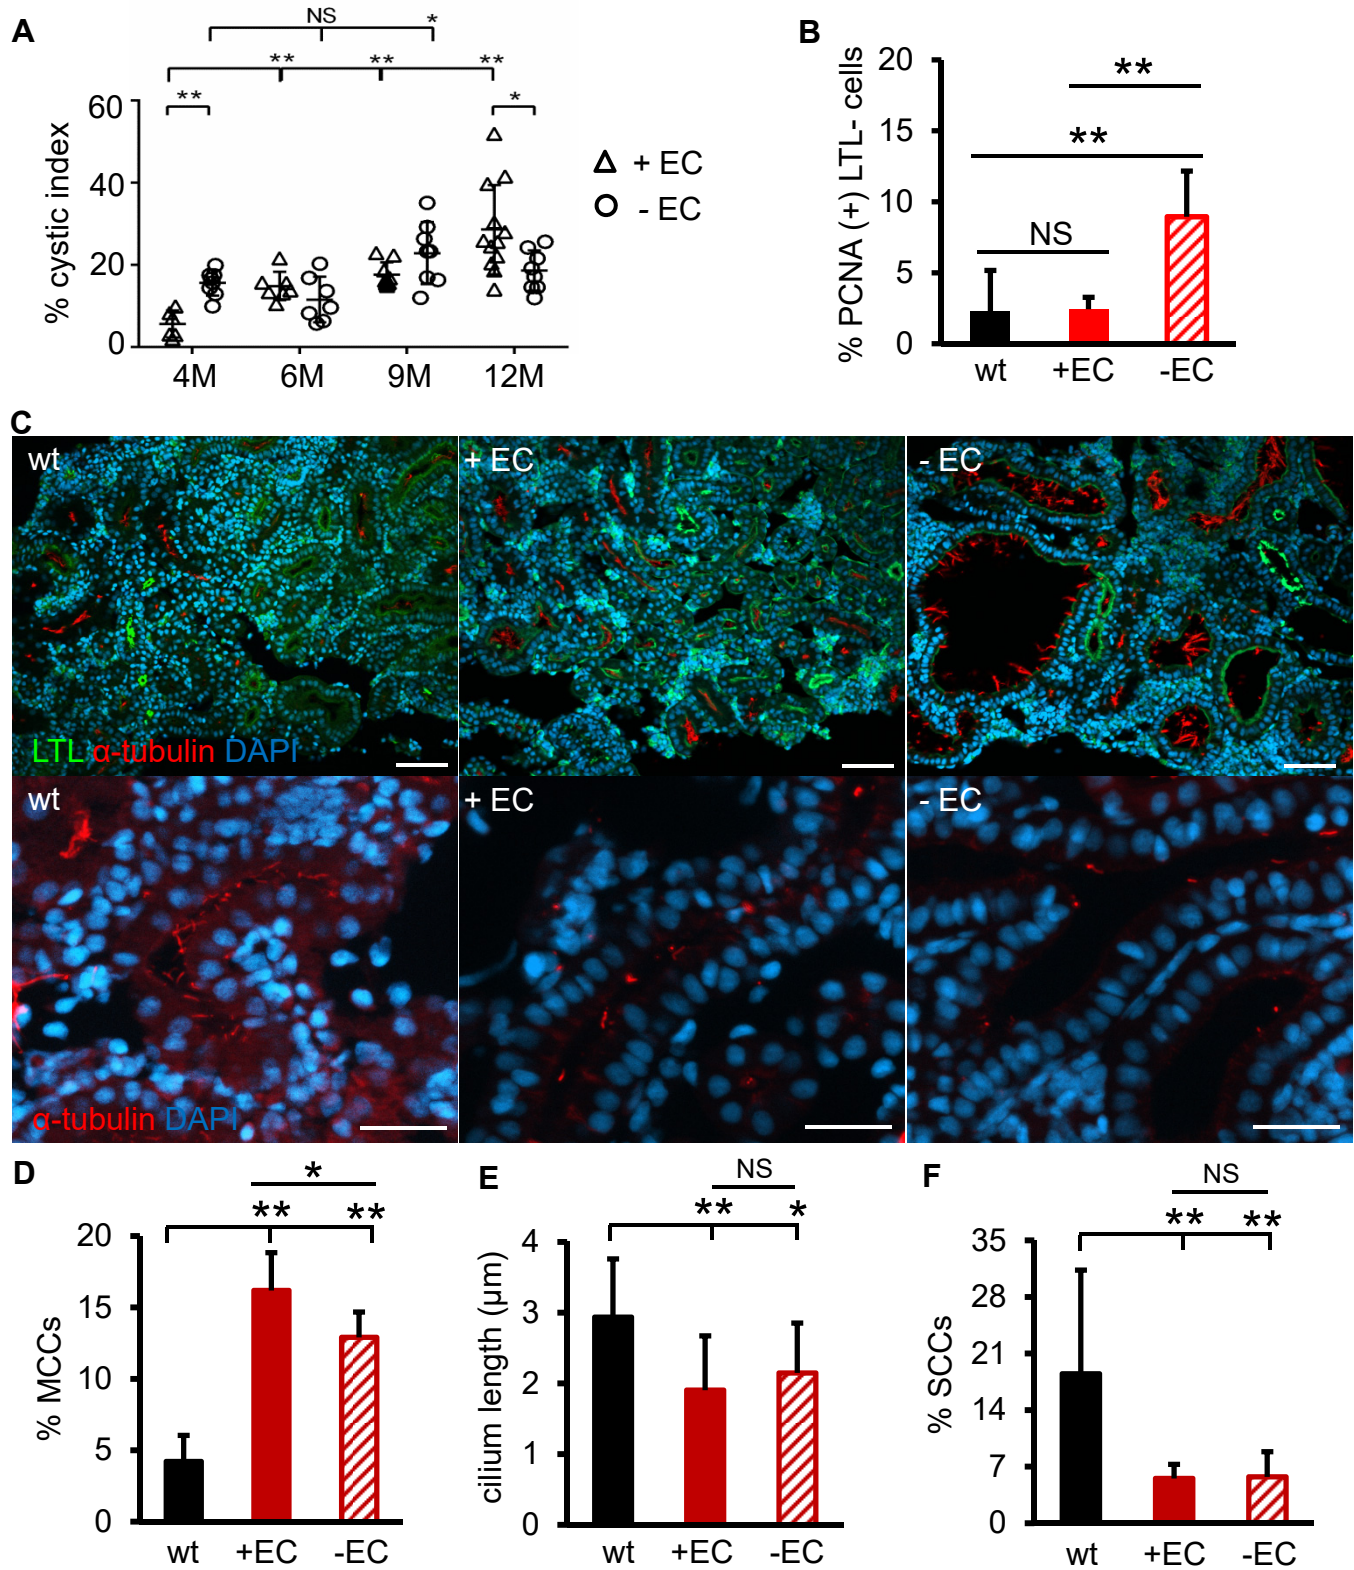 A
NS
*
**
**
**
**
*
60
40
20
0
% cystic index
4M
6M
9M
12M
+ EC
- EC
B
**
**
NS
20
15
10
5
0
% PCNA (+) LTL- cells
wt
+EC
-EC
C
wt
+ EC
- EC
LTL α-tubulin DAPI
wt
+ EC
- EC
α-tubulin DAPI
D
*
**
**
20
15
10
5
0
% MCCs
wt
+EC
-EC
E
NS
**
*
4
3
2
1
0
cilium length (µm)
wt
+EC
-EC
F
NS
**
**
35
28
21
14
7
0
% SCCs
wt
+EC
-EC